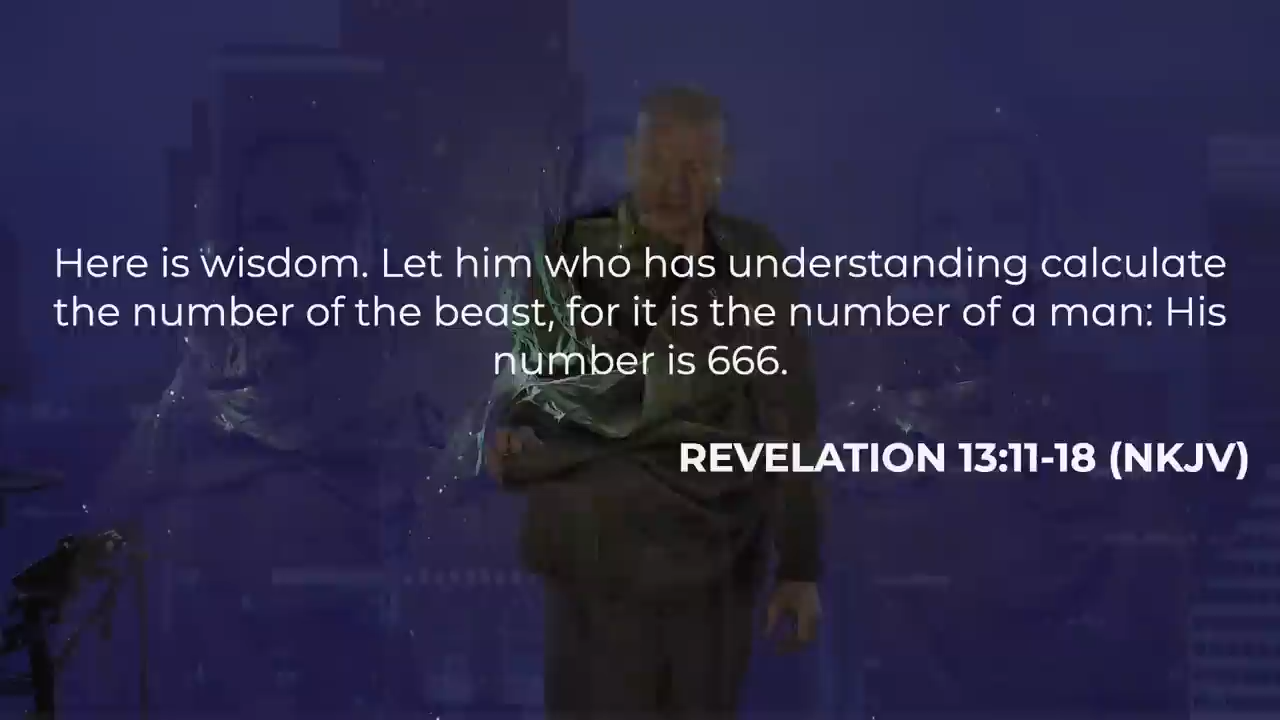 Here is wisdom. Let him who has understanding calculate
the number of the beast, for it is the number of a man: His
number is 666.
REVELATION 13:11-18 (NKJV)